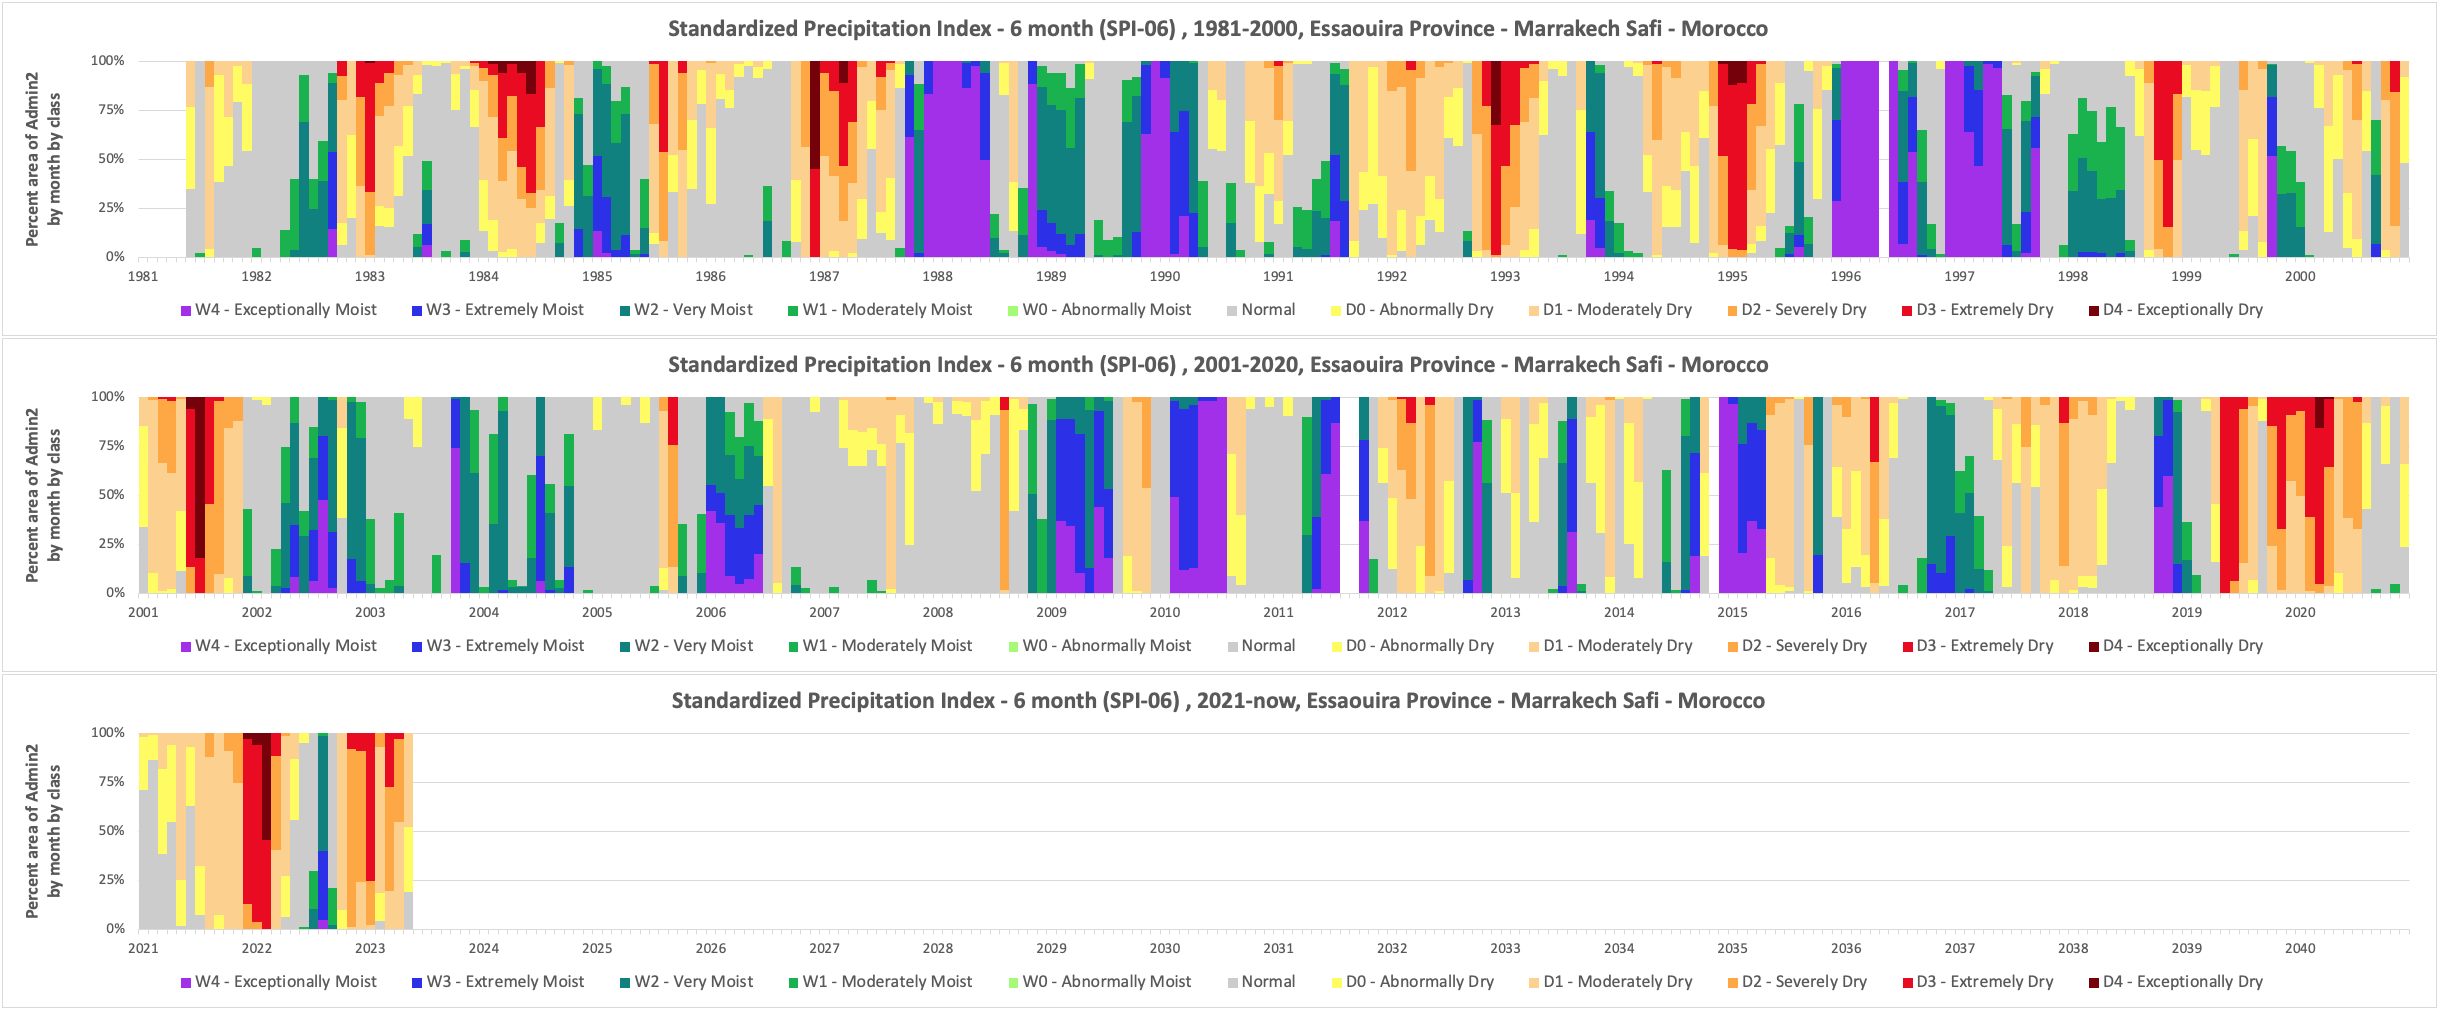 Standardized Precipitation Index - 6 month (SPI-06) , 1981-2000, Essaouira Province - Marrakech Safi - Morocco
Percent area of Admin2
by month by class
100%
75%
50%
25%
0%
1981 1982 1983 1984 1985 1986 1987 1988 1989 1990 1991 1992 1993 1994 1995 1996 1997 1998 1999 2000
W4 - Exceptionally Moist W3 - Extremely Moist W2 - Very Moist W1 - Moderately Moist W0 - Abnormally Moist Normal D0 - Abnormally Dry D1 - Moderately Dry D2 - Severely Dry D3 - Extremely Dry D4 - Exceptionally Dry
Standardized Precipitation Index - 6 month (SPI-06) , 2001-2020, Essaouira Province - Marrakech Safi - Morocco
Percent area of Admin2
by month by class
100%
75%
50%
25%
0%
2001 2002 2003 2004 2005 2006 2007 2008 2009 2010 2011 2012 2013 2014 2015 2016 2017 2018 2019 2020
W4 - Exceptionally Moist W3 - Extremely Moist W2 - Very Moist W1 - Moderately Moist W0 - Abnormally Moist Normal D0 - Abnormally Dry D1 - Moderately Dry D2 - Severely Dry D3 - Extremely Dry D4 - Exceptionally Dry
Standardized Precipitation Index - 6 month (SPI-06) , 2021-now, Essaouira Province - Marrakech Safi - Morocco
Percent area of Admin2
by month by class
100%
75%
50%
25%
0%
2021 2022 2023 2024 2025 2026 2027 2028 2029 2030 2031 2032 2033 2034 2035 2036 2037 2038 2039 2040
W4 - Exceptionally Moist W3 - Extremely Moist W2 - Very Moist W1 - Moderately Moist W0 - Abnormally Moist Normal D0 - Abnormally Dry D1 - Moderately Dry D2 - Severely Dry D3 - Extremely Dry D4 - Exceptionally Dry